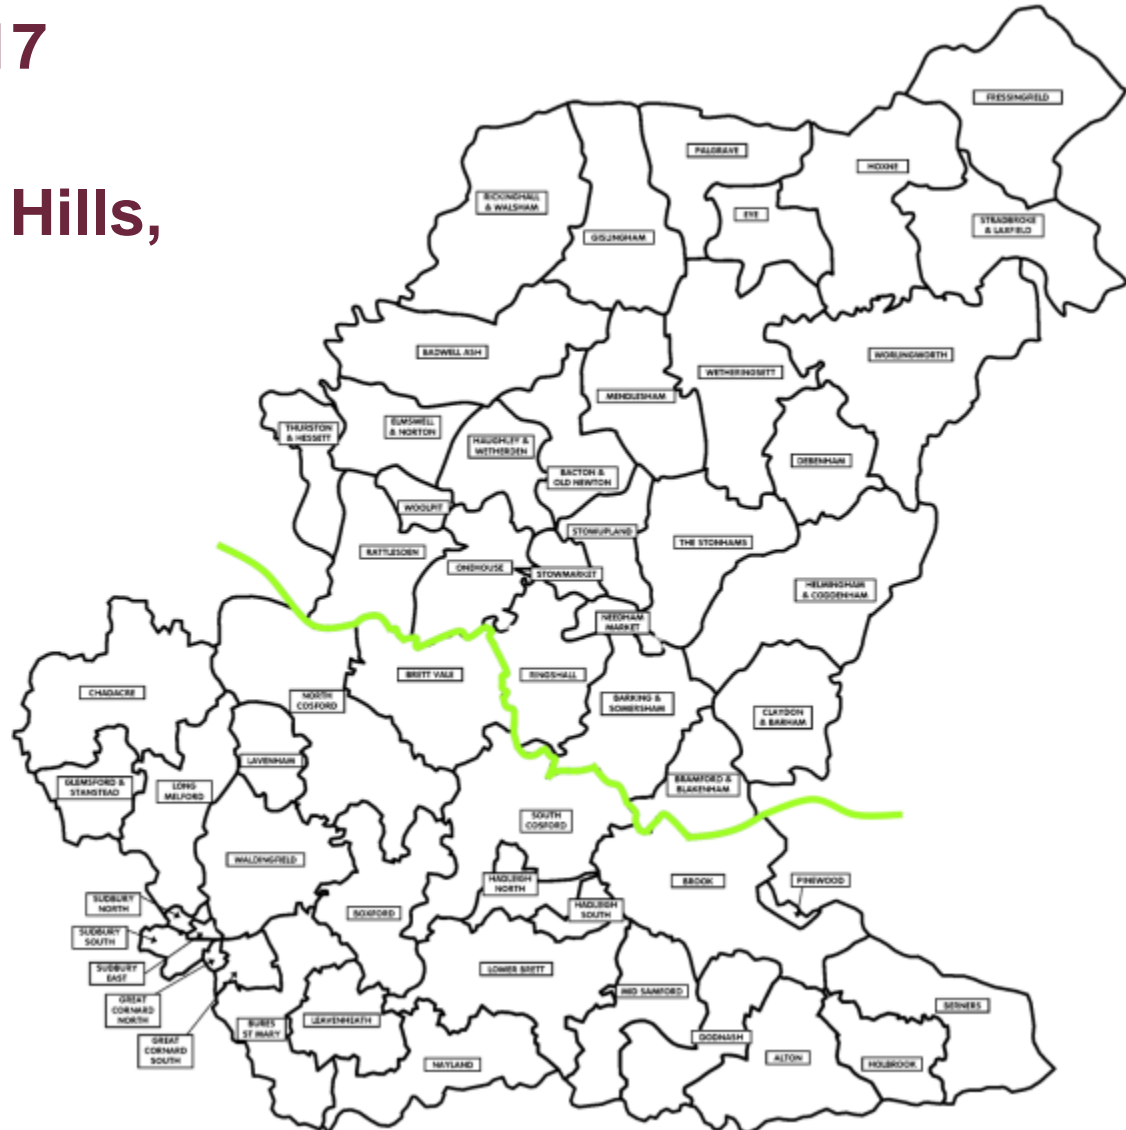 17
Hills,
FRESSINGFIELD
PALGRAVE
HOXNE
RICKINGHALL
& WALSHAM
EYE
STRADBROKE
& LAXFIELD
GISLINGHAM
BADWELL ASH
WORLINGWORTH
WETHERINGSETT
MENDLESHAM
THURSTON
& HESSETT
ELMSWELL
& NORTON
HAUGHLEY &
WETHERDEN
DEBENHAM
BACTON &
OLD NEWTON
WOOLPIT
STOWUPLAND
RATTLESDEN
THE STONHAMS
ONEHOUSE
STOWMARKET
HELMINGHAM
& CODDENHAM
NEEDHAM
MARKET
BRETT VALE
RINGSHALL
CHADACRE
NORTH
COSFORD
BARKING &
SOMERSHAM
CLAYDON
& BARHAM
LAVENHAM
GLEMSFORD &
STANSTEAD
LONG
MELFORD
BRAMFORD &
BLAKENHAM
SOUTH
COSFORD
WALDINGFIELD
HADLEIGH
NORTH
BROOK
PINEWOOD
SUDBURY
NORTH
BOXFORD
HADLEIGH
SOUTH
SUDBURY
SOUTH
SUDBURY
EAST
LOWER BRETT
MID SAMFORD
GREAT
CORNARD
NORTH
BERNERS
BURES
ST MARY
LEAVENHEATH
COPDOCK
GREAT
CORNARD
SOUTH
NAYLAND
ALTON
HOLBROOK